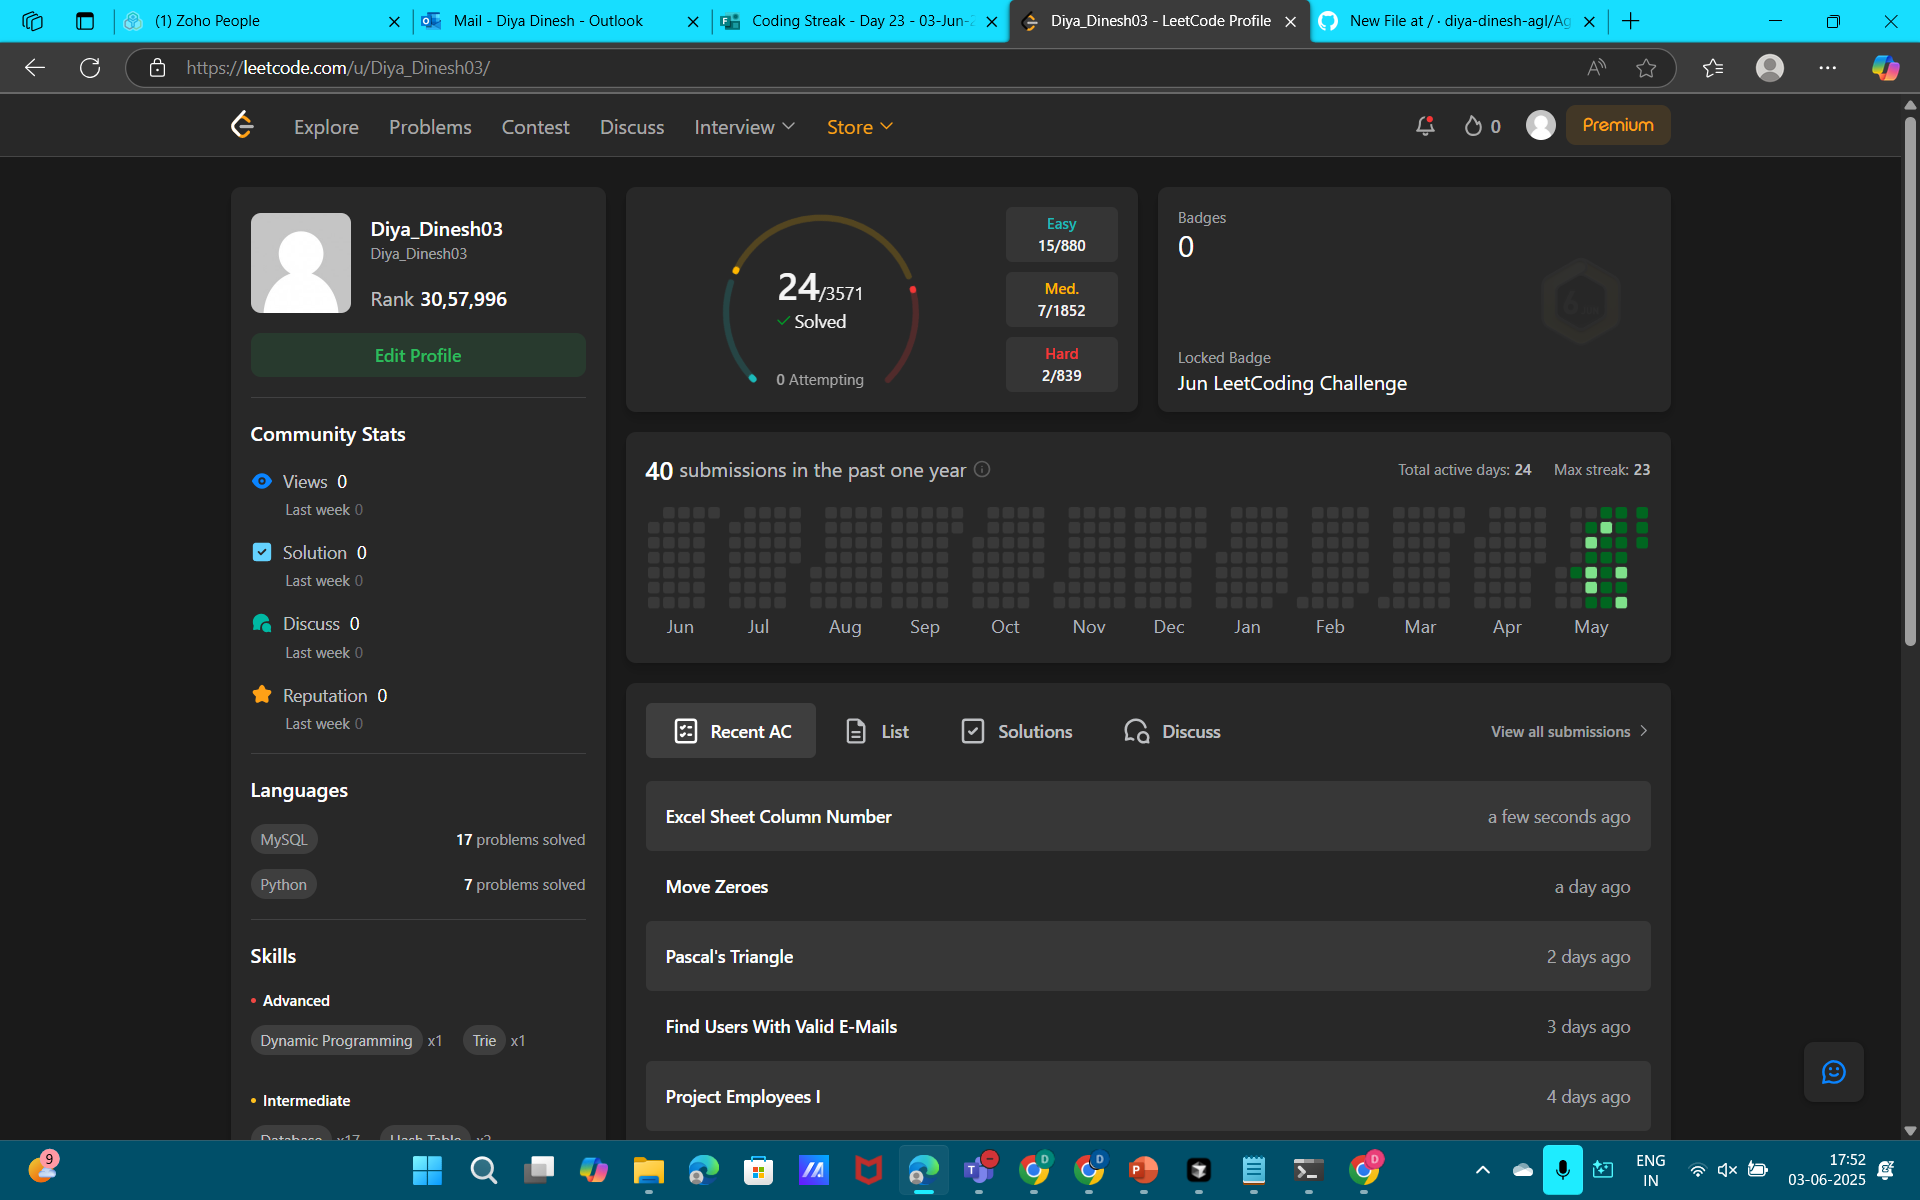 (1) Zoho People
Mail - Diya Dinesh - Outlook
Coding Streak - Day 23 - 03-Jun-2
Diya_Dinesh03 - LeetCode Profile
New File at / · diya-dinesh-agl/Ag
https://leetcode.com/u/Diya_Dinesh03/
Explore
Problems
Contest
Discuss
Interview
Store
0
Premium
Diya_Dinesh03
Diya_Dinesh03
Rank 30,57,996
Edit Profile
Community Stats
Views 0
Last week 0
Solution 0
Last week 0
Discuss 0
Last week 0
Reputation 0
Last week 0
Languages
MySQL
17 problems solved
Python
7 problems solved
Skills
Advanced
Dynamic Programming x1
Trie x1
Intermediate
Database x17
Hash Table x2
24/3571
Solved
0 Attempting
Easy
15/880
Med.
7/1852
Hard
2/839
Badges
0
Locked Badge
Jun LeetCoding Challenge
40 submissions in the past one year
Total active days: 24
Max streak: 23
Jun
Jul
Aug
Sep
Oct
Nov
Dec
Jan
Feb
Mar
Apr
May
Recent AC
List
Solutions
Discuss
View all submissions
Excel Sheet Column Number
a few seconds ago
Move Zeroes
a day ago
Pascal's Triangle
2 days ago
Find Users With Valid E-Mails
3 days ago
Project Employees I
4 days ago
9
D
D
D
ENG
IN
17:52
03-06-2025